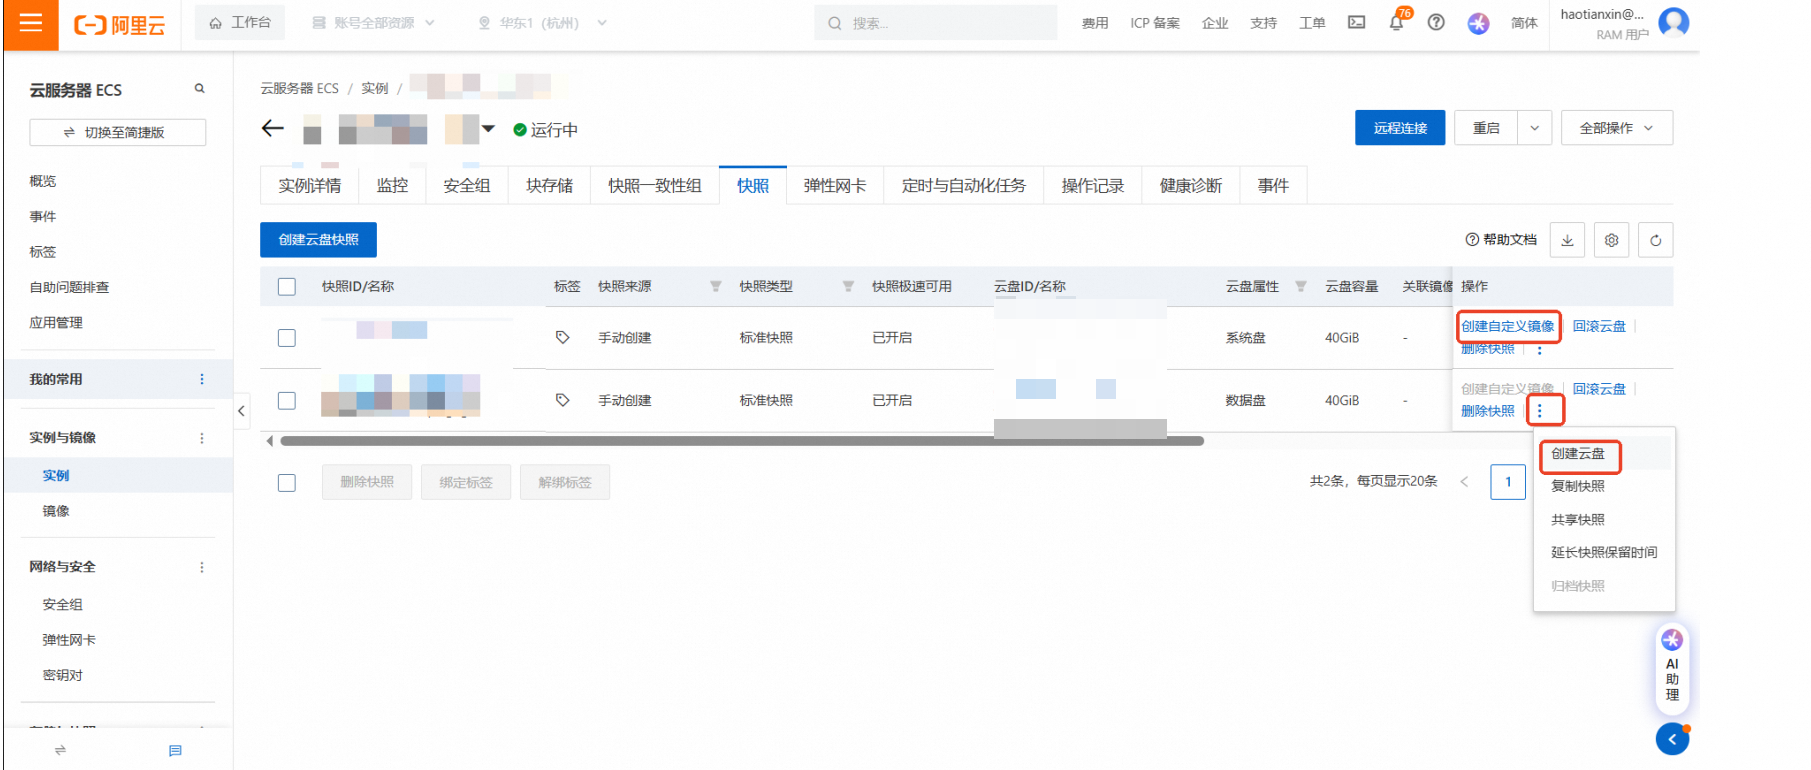 阿里云
工作台
账号全部资源
华东1（杭州）
搜索...
费用
ICP 备案
企业
支持
工单
76
简体
haotianxin@...
RAM 用户
云服务器 ECS
切换至简捷版
概览
事件
标签
自助问题排查
应用管理
我的常用
实例与镜像
实例
镜像
网络与安全
安全组
弹性网卡
密钥对
云服务器 ECS / 实例 /
运行中
远程连接
重启
全部操作
实例详情
监控
安全组
块存储
快照一致性组
快照
弹性网卡
定时与自动化任务
操作记录
健康诊断
事件
创建云盘快照
帮助文档
快照ID/名称 标签 快照来源 快照类型 快照极速可用 云盘ID/名称 云盘属性 云盘容量 关联镜像 操作
手动创建 标准快照 已开启 系统盘 40GiB - 创建自定义镜像 回滚云盘
删除快照
手动创建 标准快照 已开启 数据盘 40GiB - 创建自定义镜像 回滚云盘
删除快照
创建云盘
复制快照
共享快照
延长快照保留时间
归档快照
删除快照
绑定标签
解绑标签
共2条，每页显示20条
1
AI
助
理